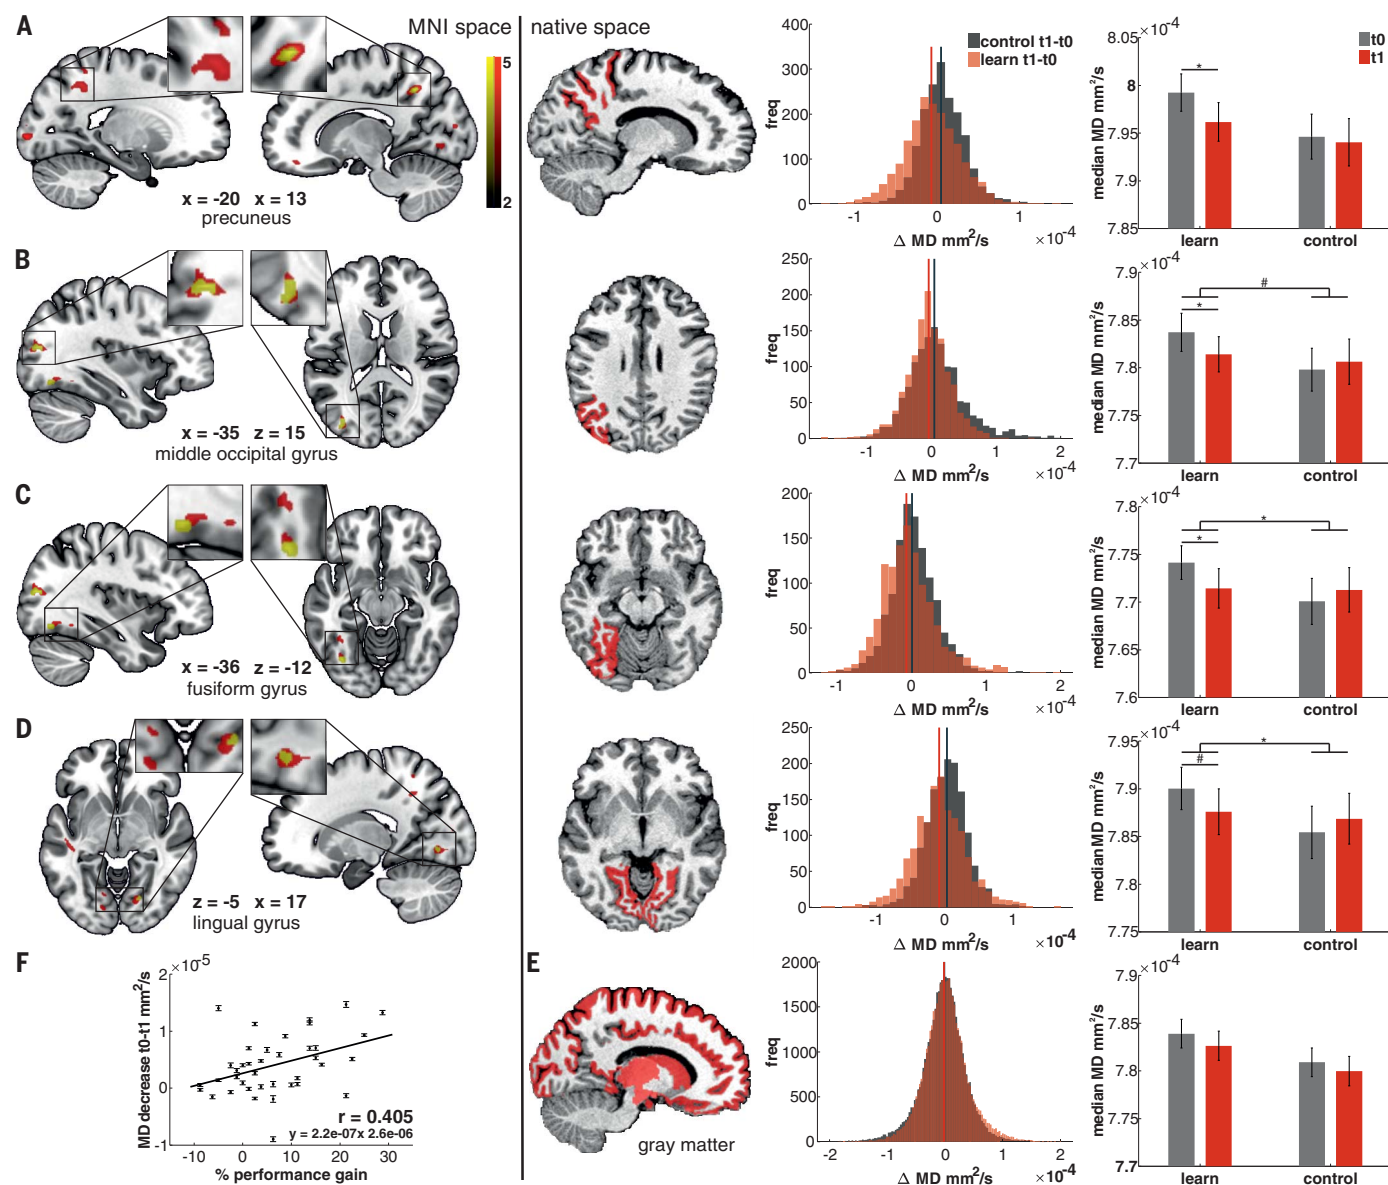 A
MNI space
5
2
x = -20 x = 13
precuneus
native space
400
300
200
100
0
freq
control t1-t0
learn t1-t0
-1 0 1
Δ MD mm²/s ×10⁻⁴
×10⁻⁴
8.05
8
7.95
7.9
7.85
median MD mm²/s
t0
t1
*
learn control
B
x = -35 z = 15
middle occipital gyrus
250
200
150
100
50
0
freq
-1 0 1 2
Δ MD mm²/s ×10⁻⁴
×10⁻⁴
7.9
7.85
7.8
7.75
7.7
median MD mm²/s
#
*
learn control
C
x = -36 z = -12
fusiform gyrus
200
150
100
50
0
freq
-1 0 1 2
Δ MD mm²/s ×10⁻⁴
×10⁻⁴
7.8
7.75
7.7
7.65
7.6
median MD mm²/s
*
*
learn control
D
z = -5 x = 17
lingual gyrus
250
200
150
100
50
0
freq
-1 0 1 2
Δ MD mm²/s ×10⁻⁴
×10⁻⁴
7.95
7.9
7.85
7.8
7.75
median MD mm²/s
*
#
learn control
F
×10⁻⁵
2
1
0
-1
MD decrease t0-t1 mm²/s
r = 0.405
y = 2.2e-07x 2.6e-06
-10 0 10 20 30
% performance gain
E
gray matter
2000
1500
1000
500
0
freq
-2 -1 0 1 2
Δ MD mm²/s ×10⁻⁴
×10⁻⁴
7.9
7.85
7.8
7.75
7.7
median MD mm²/s
learn control